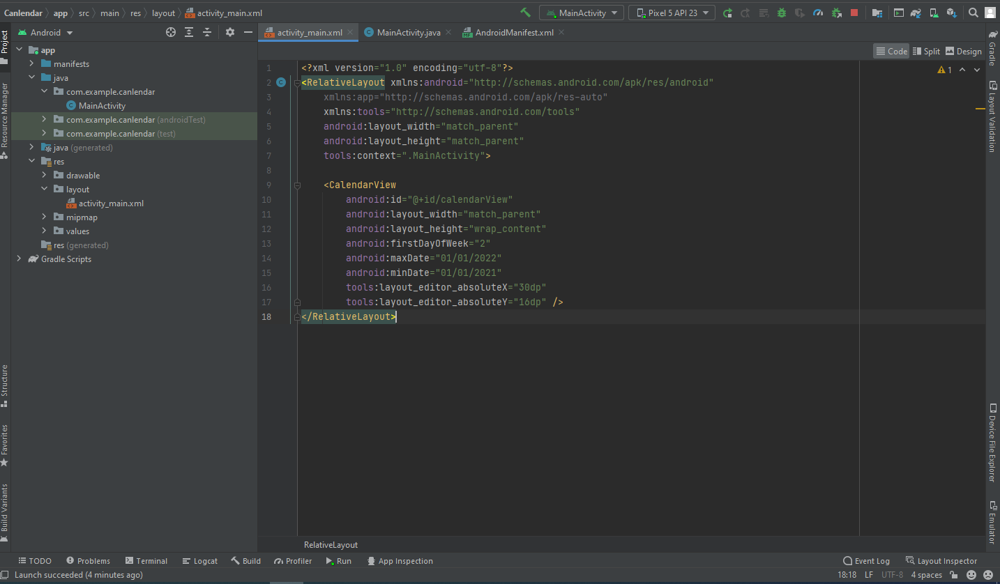 Canlendar app src main res layout activity_main.xml MainActivity Pixel 5 API 23
Android activity_main.xml MainActivity.java AndroidManifest.xml
Code Split Design
Project
Resource Manager
Structure
Favorites
Build Variants
app
manifests
java
com.example.canlendar
MainActivity
com.example.canlendar (androidTest)
com.example.canlendar (test)
java (generated)
res
drawable
layout
activity_main.xml
mipmap
values
res (generated)
Gradle Scripts
1 <?xml version="1.0" encoding="utf-8"?>
2 <RelativeLayout xmlns:android="http://schemas.android.com/apk/res/android"
3 xmlns:app="http://schemas.android.com/apk/res-auto"
4 xmlns:tools="http://schemas.android.com/tools"
5 android:layout_width="match_parent"
6 android:layout_height="match_parent"
7 tools:context=".MainActivity">
8
9 <CalendarView
10 android:id="@+id/calendarView"
11 android:layout_width="match_parent"
12 android:layout_height="wrap_content"
13 android:firstDayOfWeek="2"
14 android:maxDate="01/01/2022"
15 android:minDate="01/01/2021"
16 tools:layout_editor_absoluteX="30dp"
17 tools:layout_editor_absoluteY="16dp" />
18 </RelativeLayout>
1
Gradle
Layout Validation
Device File Explorer
Emulator
RelativeLayout
TODO Problems Terminal Logcat Build Profiler Run App Inspection Event Log Layout Inspector
Launch succeeded (4 minutes ago) 18:18 LF UTF-8 4 spaces